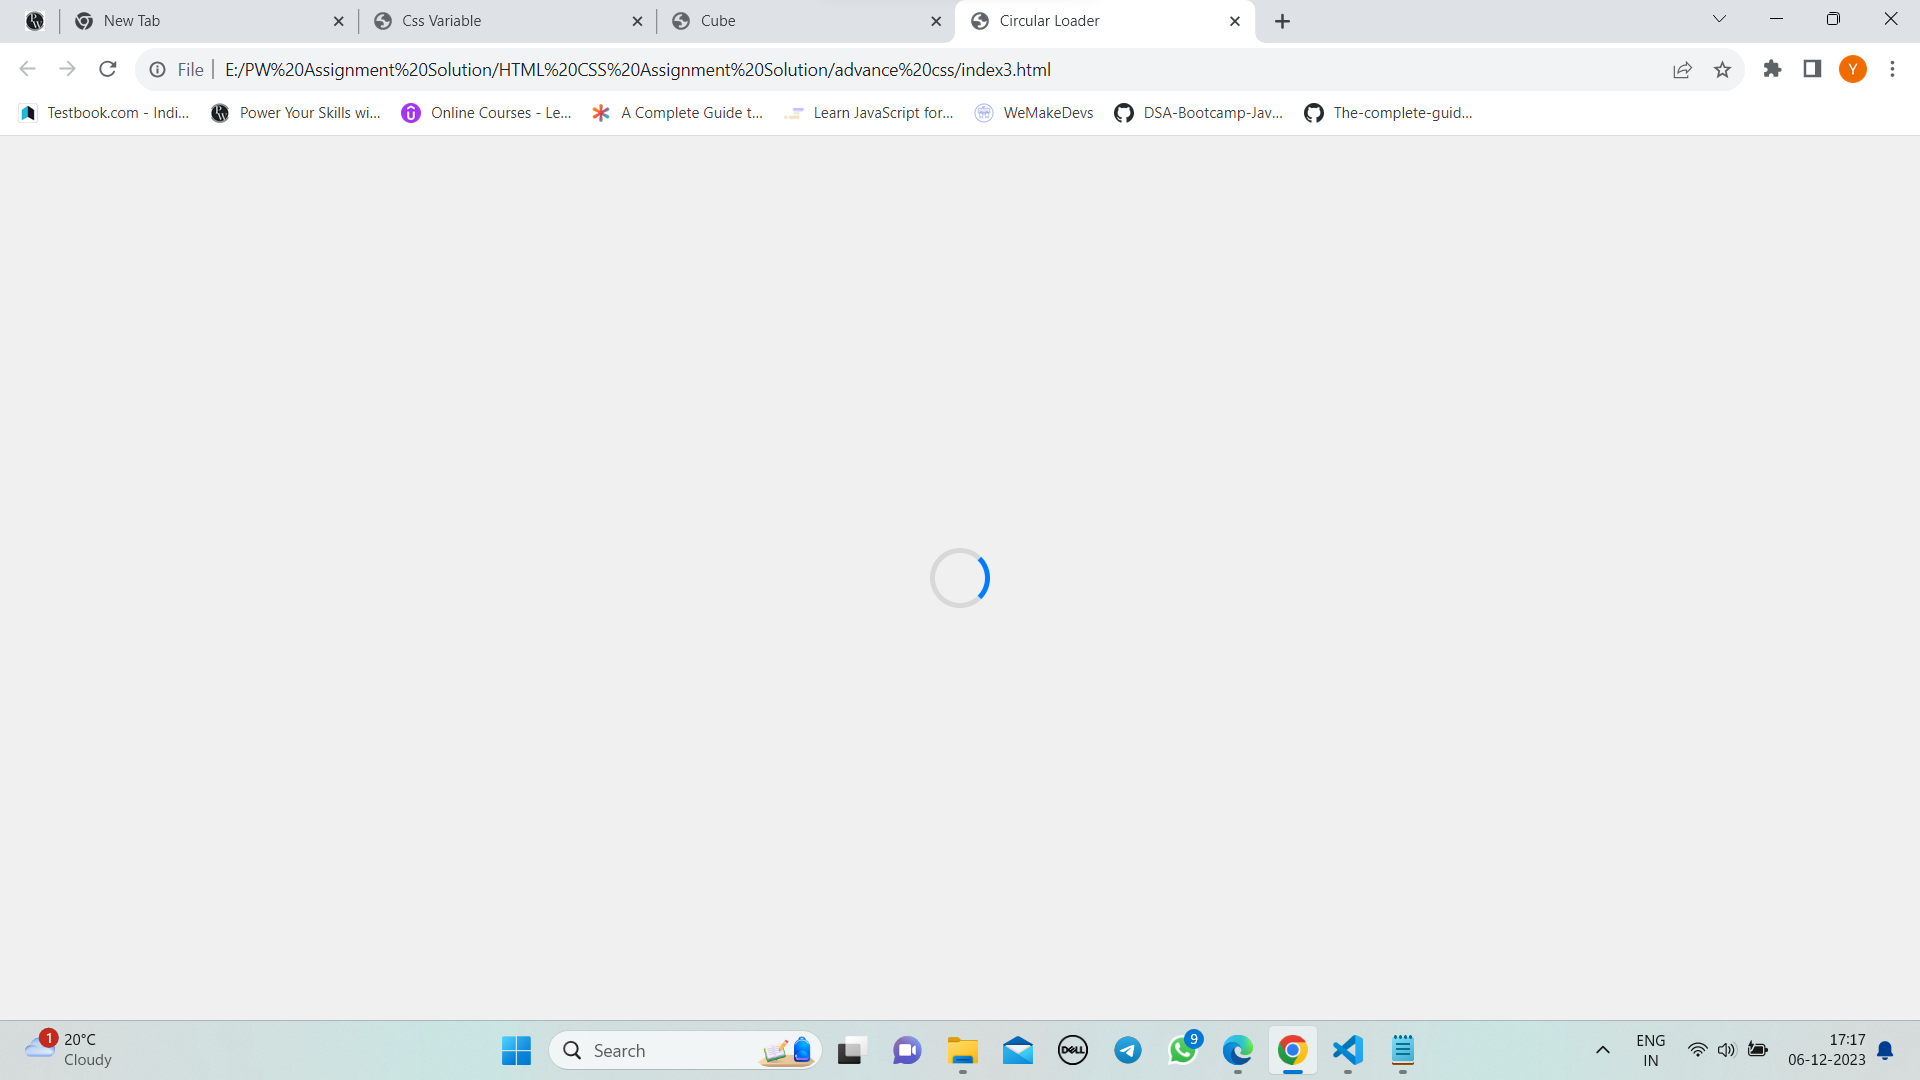 New Tab
Css Variable
Cube
Circular Loader
File
E:/PW%20Assignment%20Solution/HTML%20CSS%20Assignment%20Solution/advance%20css/index3.html
Y
Testbook.com - Indi...
Power Your Skills wi...
Online Courses - Le...
A Complete Guide t...
Learn JavaScript for...
WeMakeDevs
DSA-Bootcamp-Jav...
The-complete-guid...
1
20°C
Cloudy
Search
DELL
9
ENG
IN
17:17
06-12-2023